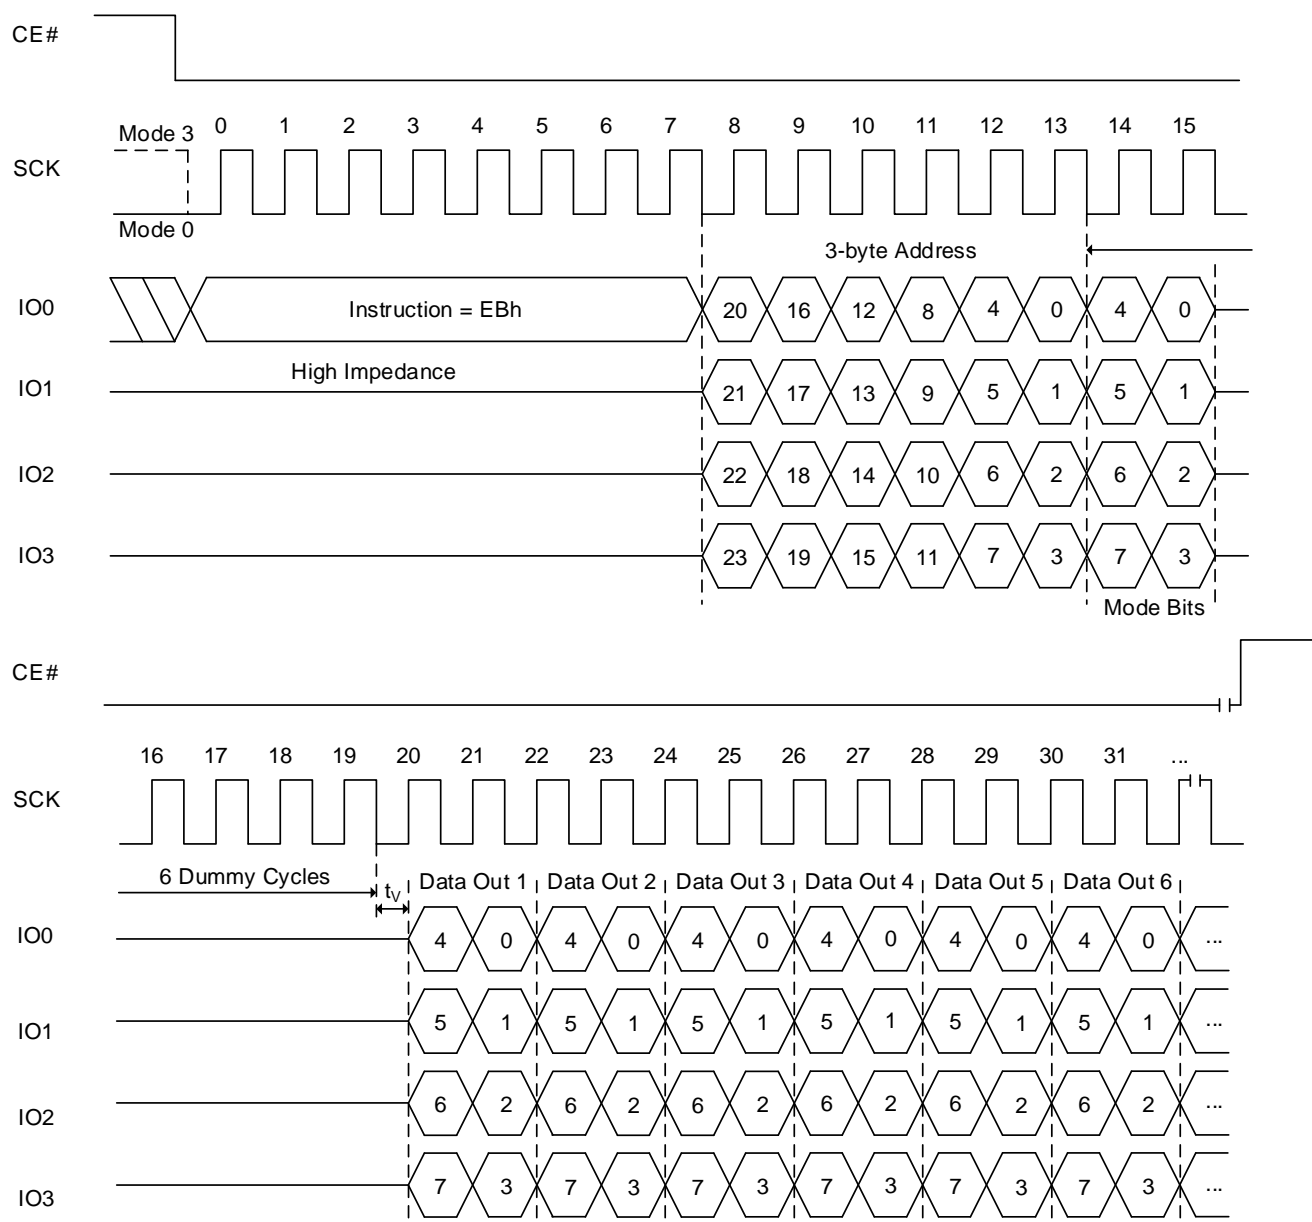 CE#
Mode 3 0 1 2 3 4 5 6 7 8 9 10 11 12 13 14 15
SCK
Mode 0
3-byte Address
IO0 Instruction = EBh 20 16 12 8 4 0 4 0
High Impedance
IO1 21 17 13 9 5 1 5 1
IO2 22 18 14 10 6 2 6 2
IO3 23 19 15 11 7 3 7 3
Mode Bits
CE#
16 17 18 19 20 21 22 23 24 25 26 27 28 29 30 31 ...
SCK
6 Dummy Cycles tV Data Out 1 Data Out 2 Data Out 3 Data Out 4 Data Out 5 Data Out 6
IO0 4 0 4 0 4 0 4 0 4 0 4 0 ...
IO1 5 1 5 1 5 1 5 1 5 1 5 1 ...
IO2 6 2 6 2 6 2 6 2 6 2 6 2 ...
IO3 7 3 7 3 7 3 7 3 7 3 7 3 ...